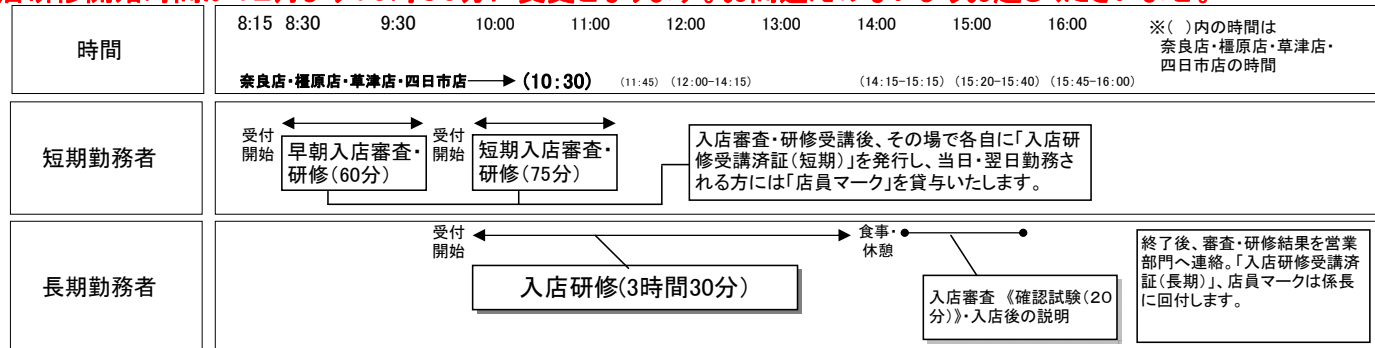 時間
8:15 8:30 9:30 10:00 11:00 12:00 13:00 14:00 15:00 16:00
※( )内の時間は
奈良店・橿原店・草津店・
四日市店の時間
奈良店・橿原店・草津店・四日市店 (10:30) (11:45) (12:00-14:15) (14:15-15:15) (15:20-15:40) (15:45-16:00)
短期勤務者
受付
開始
早朝入店審査・
研修(60分)
受付
開始
短期入店審査・
研修(75分)
入店審査・研修受講後、その場で各自に「入店研
修受講済証(短期)」を発行し、当日・翌日勤務さ
れる方には「店員マーク」を貸与いたします。
長期勤務者
受付
開始
入店研修(3時間30分)
食事・
休憩
入店審査 《確認試験(20
分)》・入店後の説明
終了後、審査・研修結果を営業
部門へ連絡。「入店研修受講済
証(長期)」、店員マークは係長
に回付します。